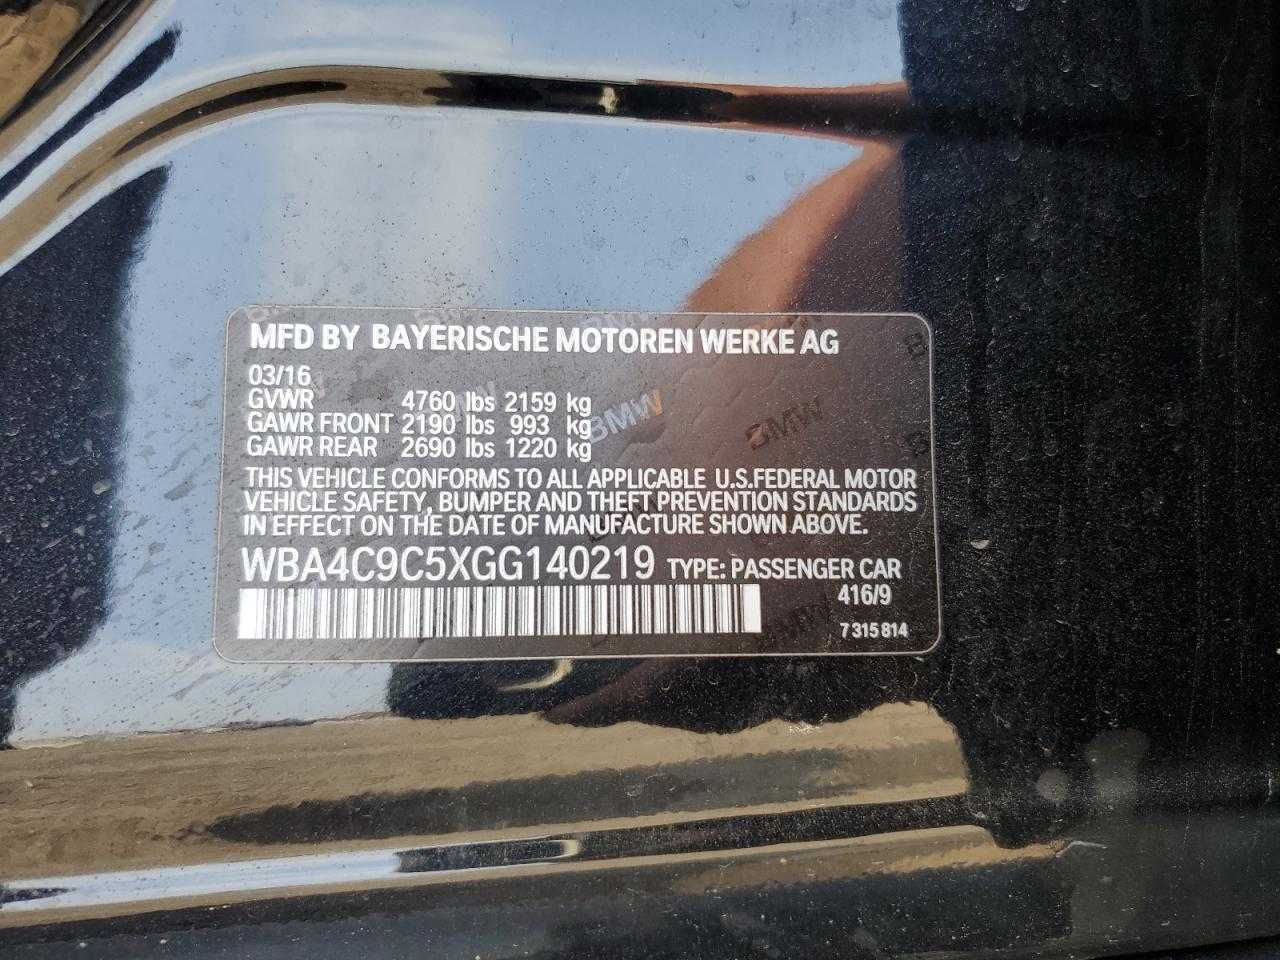 MFD BY BAYERISCHE MOTOREN WERKE AG
03/16
GVWR 4760 lbs 2159 kg
GAWR FRONT 2190 lbs 993 kg
GAWR REAR 2690 lbs 1220 kg
THIS VEHICLE CONFORMS TO ALL APPLICABLE U.S.FEDERAL MOTOR
VEHICLE SAFETY, BUMPER AND THEFT PREVENTION STANDARDS
IN EFFECT ON THE DATE OF MANUFACTURE SHOWN ABOVE.
WBA4C9C5XGG140219 TYPE: PASSENGER CAR
416/9
7 315 814
BMW
BMW
BMW